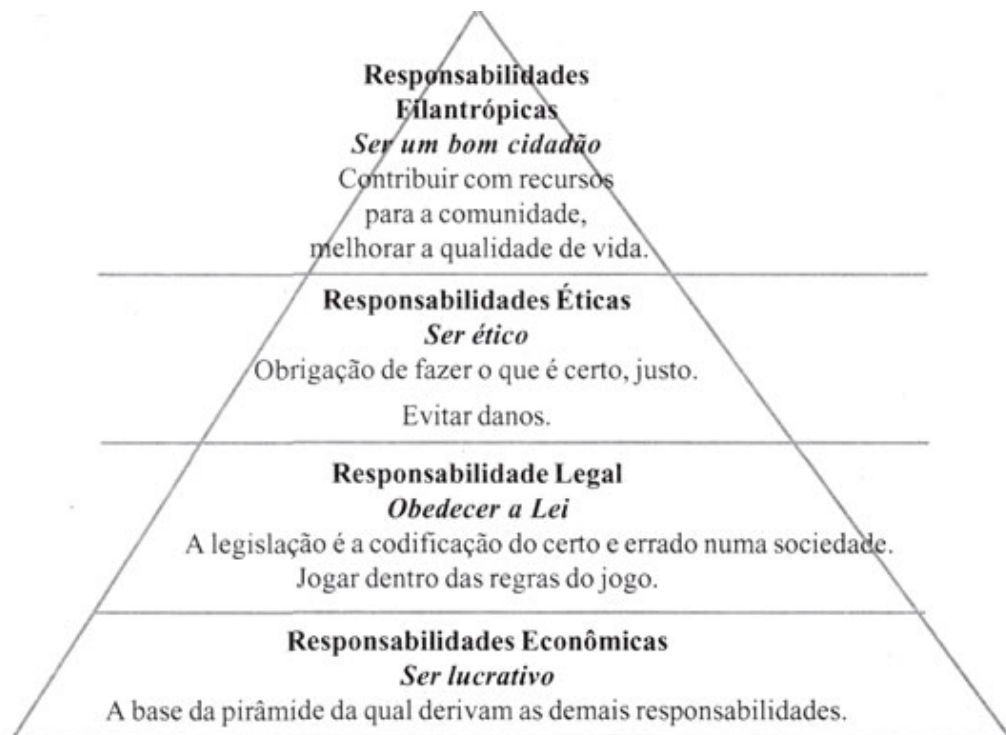 Responsabilidades
Filantrópicas
Ser um bom cidadão
Contribuir com recursos
para a comunidade,
melhorar a qualidade de vida.
Responsabilidades Éticas
Ser ético
Obrigação de fazer o que é certo, justo.
Evitar danos.
Responsabilidade Legal
Obedecer a Lei
A legislação é a codificação do certo e errado numa sociedade.
Jogar dentro das regras do jogo.
Responsabilidades Econômicas
Ser lucrativo
A base da pirâmide da qual derivam as demais responsabilidades.